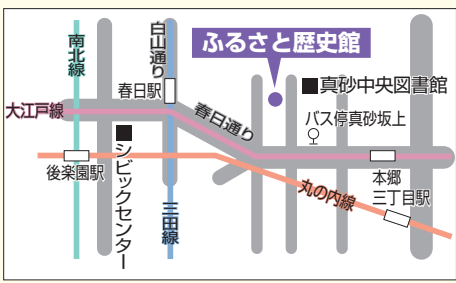 南北線
白山通り
ふるさと歴史館
春日駅
■真砂中央図書館
大江戸線
春日通り
バス停真砂坂上
■シビックセンター
後楽園駅
三田線
丸の内線
本郷
三丁目駅